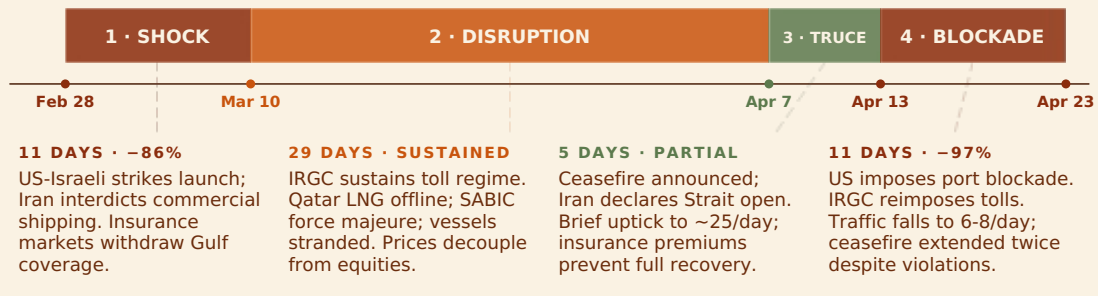 1 · SHOCK
2 · DISRUPTION
3 · TRUCE
4 · BLOCKADE
Feb 28
Mar 10
Apr 7
Apr 13
Apr 23
11 DAYS · −86%
US-Israeli strikes launch;
Iran interdicts commercial
shipping. Insurance
markets withdraw Gulf
coverage.
29 DAYS · SUSTAINED
IRGC sustains toll regime.
Qatar LNG offline; SABIC
force majeure; vessels
stranded. Prices decouple
from equities.
5 DAYS · PARTIAL
Ceasefire announced;
Iran declares Strait open.
Brief uptick to ~25/day;
insurance premiums
prevent full recovery.
11 DAYS · −97%
US imposes port blockade.
IRGC reimposes tolls.
Traffic falls to 6-8/day;
ceasefire extended twice
despite violations.